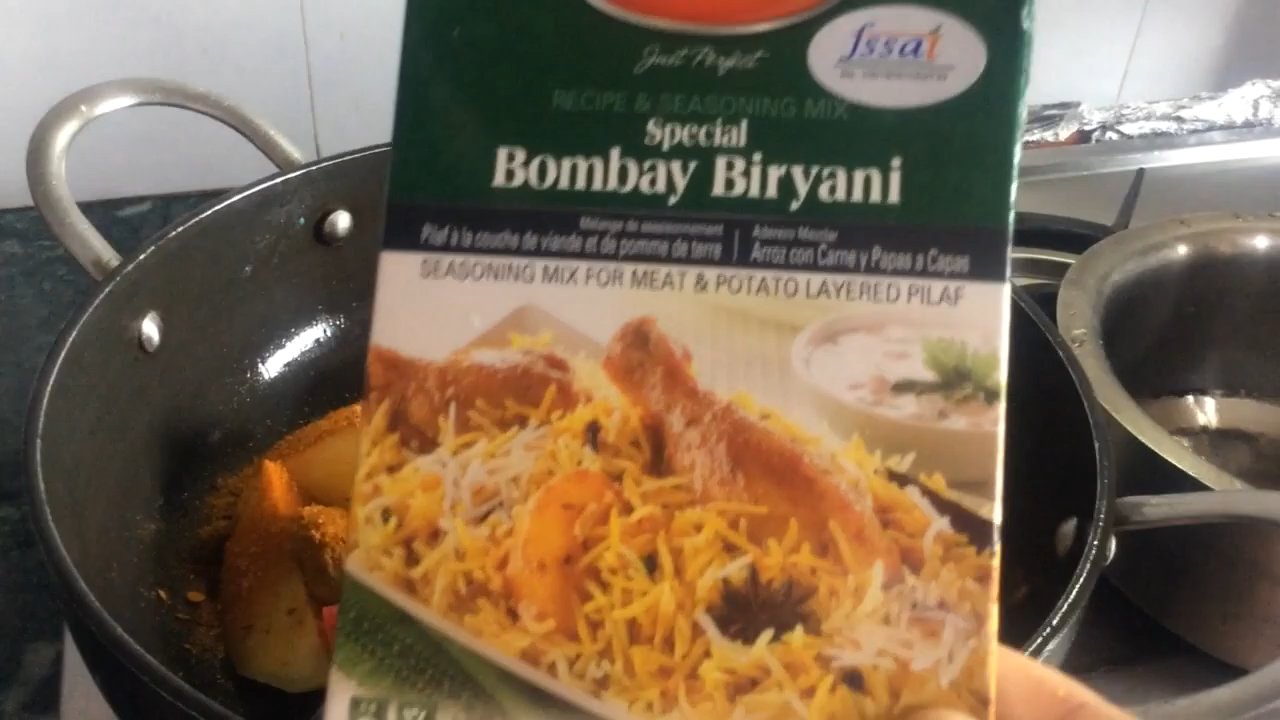 Just Perfect
fssai
RECIPE & SEASONING MIX
Special
Bombay Biryani
Mélange de assaisonnement
Pilaf à la couche de viande et de pomme de terre
Aderezo Mezclar
Arroz con Carne y Papas a Capas
SEASONING MIX FOR MEAT & POTATO LAYERED PILAF